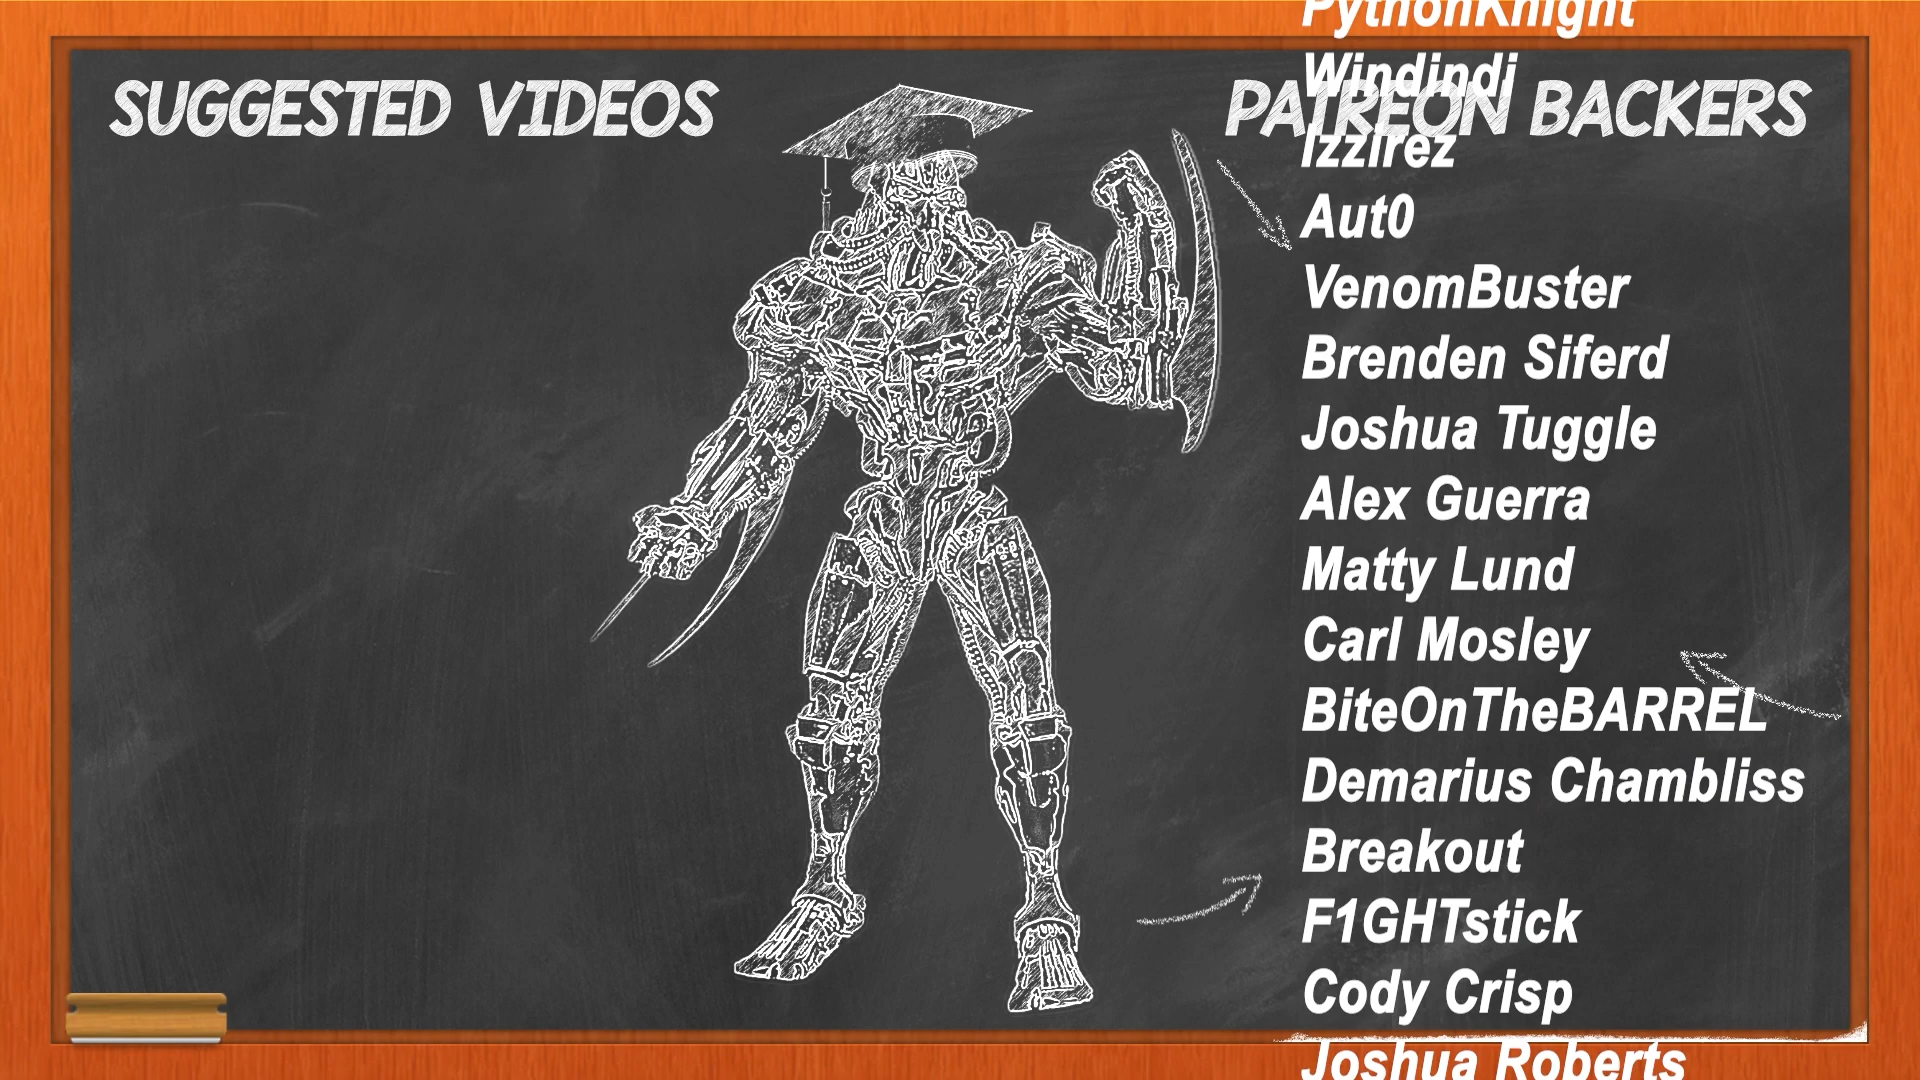 SUGGESTED VIDEOS
PATREON BACKERS
PythonKnight
Windindi
Izzirez
Aut0
VenomBuster
Brenden Siferd
Joshua Tuggle
Alex Guerra
Matty Lund
Carl Mosley
BiteOnTheBARREL
Demarius Chambliss
Breakout
F1GHTstick
Cody Crisp
Joshua Roberts